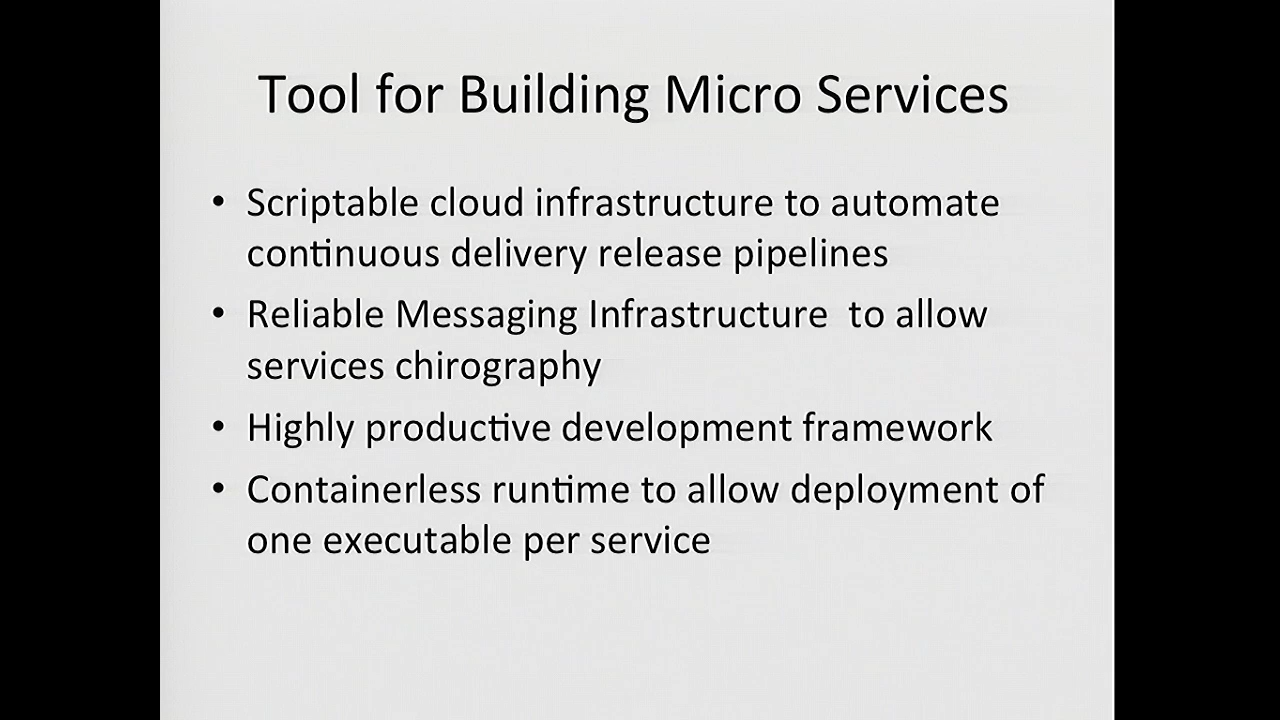 Tool for Building Micro Services
• Scriptable cloud infrastructure to automate
continuous delivery release pipelines
• Reliable Messaging Infrastructure  to allow
services chirography
• Highly productive development framework
• Containerless runtime to allow deployment of
one executable per service